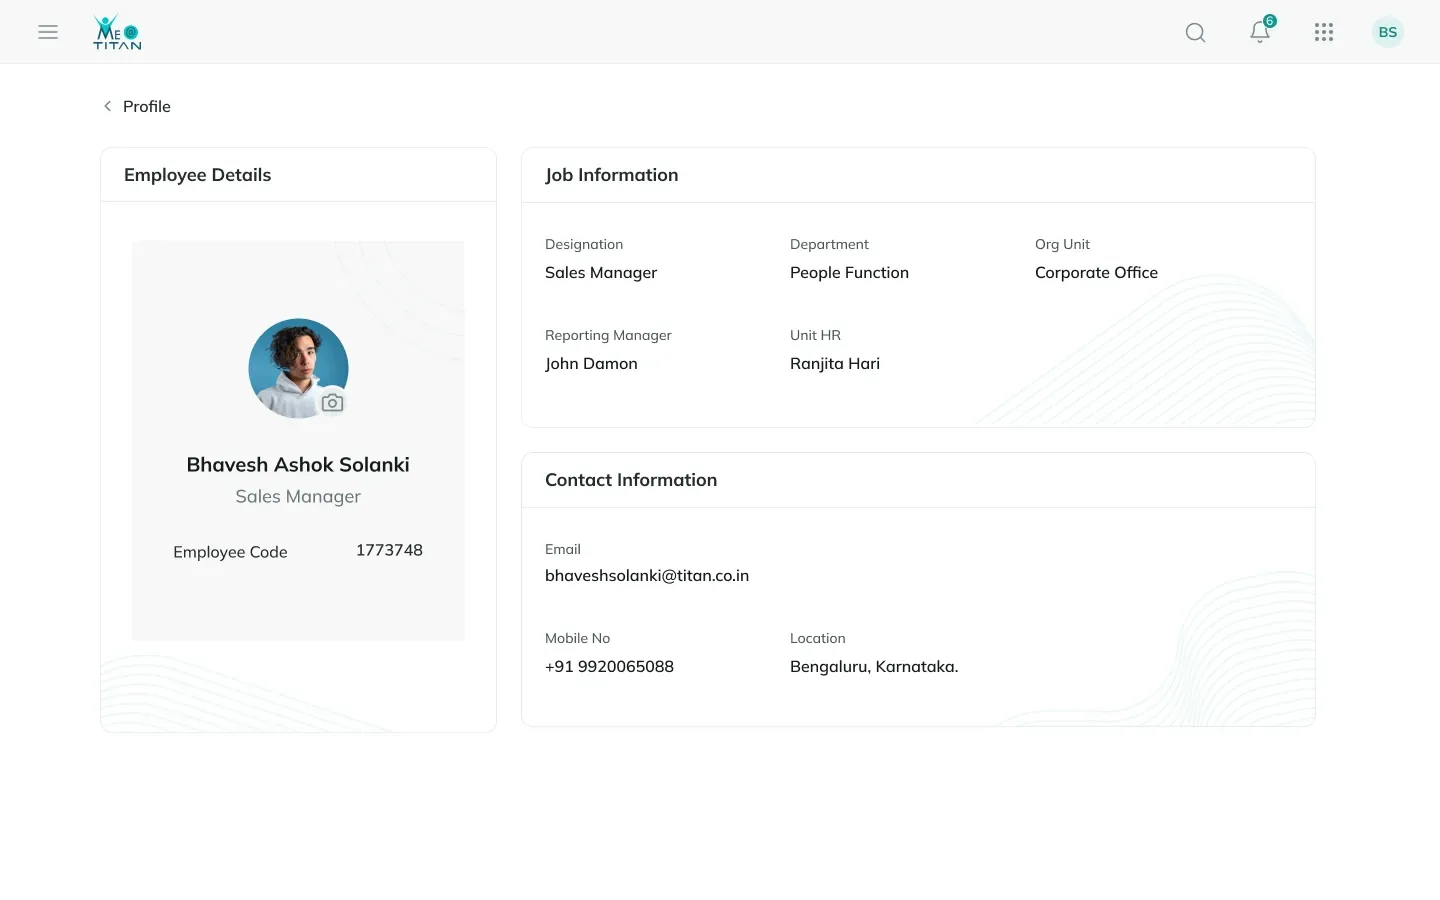 ME @
TITAN
6
BS
Profile
Employee Details
Bhavesh Ashok Solanki
Sales Manager
Employee Code 1773748
Job Information
Designation Department Org Unit
Sales Manager People Function Corporate Office
Reporting Manager Unit HR
John Damon Ranjita Hari
Contact Information
Email
bhaveshsolanki@titan.co.in
Mobile No Location
+91 9920065088 Bengaluru, Karnataka.